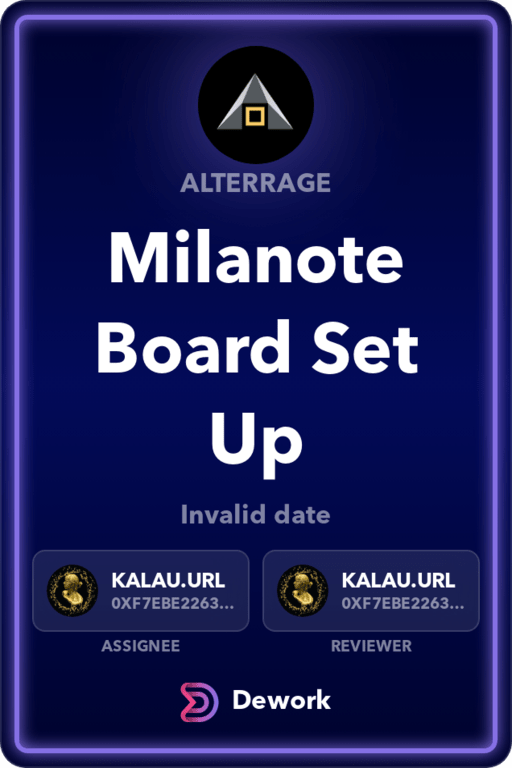 ALTERRAGE
Milanote
Board Set
Up
Invalid date
KALAU.URL
0XF7EBE2263...
ASSIGNEE
KALAU.URL
0XF7EBE2263...
REVIEWER
Dework